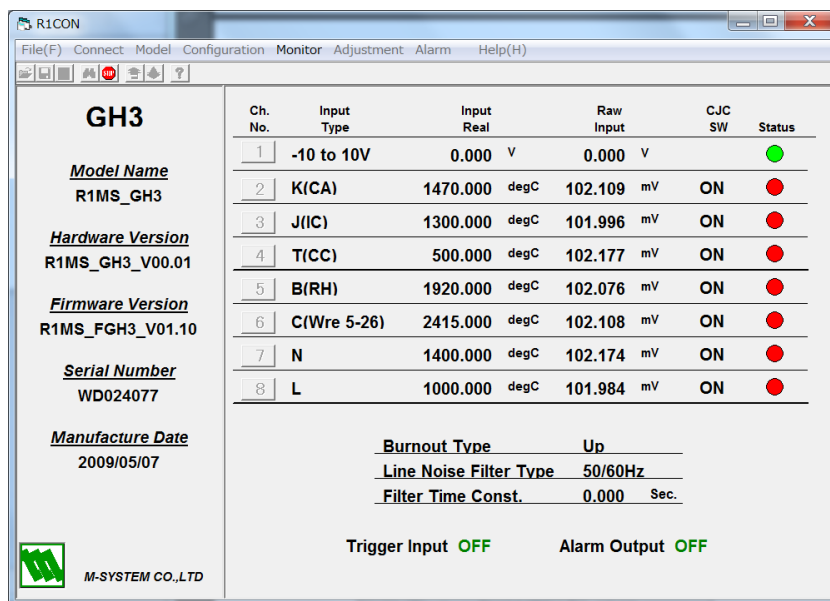 R1CON
File(F) Connect Model Configuration Monitor Adjustment Alarm Help(H)
STOP ?
GH3
Model Name
R1MS_GH3
Hardware Version
R1MS_GH3_V00.01
Firmware Version
R1MS_FGH3_V01.10
Serial Number
WD024077
Manufacture Date
2009/05/07
M-SYSTEM CO.,LTD
Ch. No. Input Type Input Real Raw Input CJC SW Status
1 -10 to 10V 0.000 V 0.000 V
2 K(CA) 1470.000 degC 102.109 mV ON
3 J(IC) 1300.000 degC 101.996 mV ON
4 T(CC) 500.000 degC 102.177 mV ON
5 B(RH) 1920.000 degC 102.076 mV ON
6 C(Wre 5-26) 2415.000 degC 102.108 mV ON
7 N 1400.000 degC 102.174 mV ON
8 L 1000.000 degC 101.984 mV ON
Burnout Type Up
Line Noise Filter Type 50/60Hz
Filter Time Const. 0.000 Sec.
Trigger Input OFF Alarm Output OFF